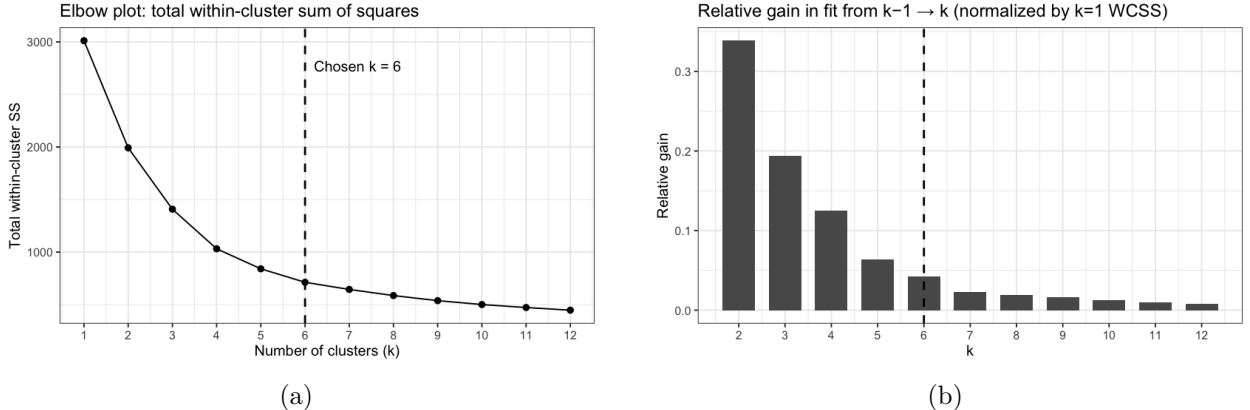 Elbow plot: total within-cluster sum of squares
Total within-cluster SS
3000
2000
1000
Chosen k = 6
1 2 3 4 5 6 7 8 9 10 11 12
Number of clusters (k)
(a)
Relative gain in fit from k−1 → k (normalized by k=1 WCSS)
Relative gain
0.3
0.2
0.1
0.0
2 3 4 5 6 7 8 9 10 11 12
k
(b)